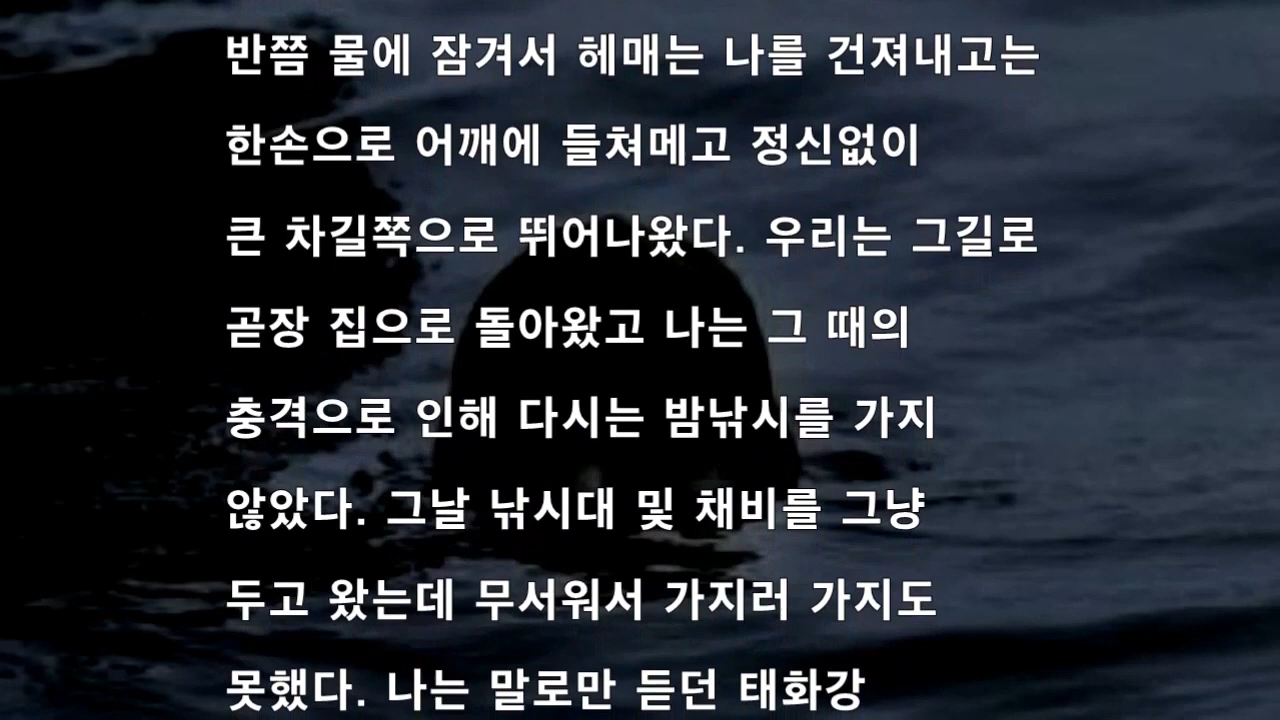 반쯤 물에 잠겨서 헤매는 나를 건져내고는
한손으로 어깨에 들쳐메고 정신없이
큰 차길쪽으로 뛰어나왔다. 우리는 그길로
곧장 집으로 돌아왔고 나는 그 때의
충격으로 인해 다시는 밤낚시를 가지
않았다. 그날 낚시대 및 채비를 그냥
두고 왔는데 무서워서 가지러 가지도
못했다. 나는 말로만 듣던 태화강